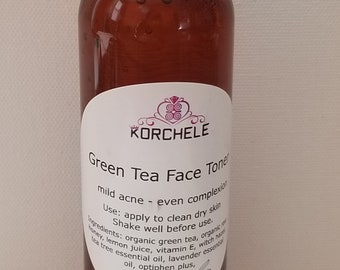 KORCHELE
Green Tea Face Toner
mild acne - even complexion
Use: apply to clean dry skin
Shake well before use.
Ingredients: organic green tea, organic raw
honey, lemon juice, vitamin E, witch hazel,
tea tree essential oil, lavender essential
oil, optiphen plus,